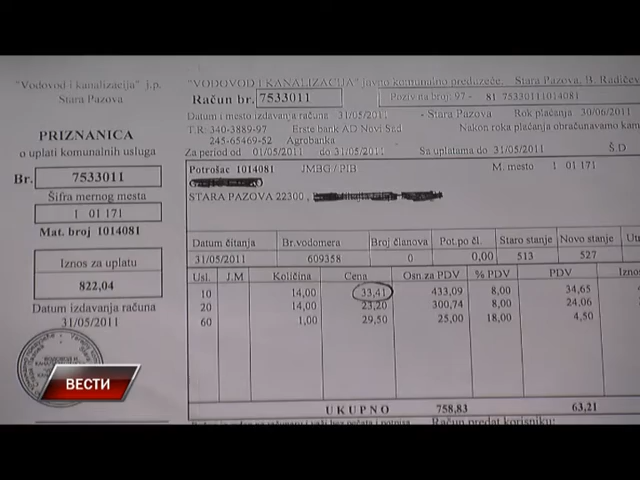 "Vodovod i kanalizacija" j.p.
Stara Pazova
PRIZNANICA
o uplati komunalnih usluga
Br. 7533011
Šifra mernog mesta
1 01 171
Mat. broj 1014081
Iznos za uplatu
822,04
Datum izdavanja računa
31/05/2011
ВЕСТИ
"VODOVOD I KANALIZACIJA" javno komunalno preduzeće, Stara Pazova, B. Radičev
Račun br. 7533011 Poziv na broj: 97 - 81 75330111014081
Datum i mesto izdavanja računa 31/05/2011 - Stara Pazova Rok plaćanja 30/06/2011
T.R: 340-3889-97 Erste bank AD Novi Sad Nakon roka plaćanja obračunavamo kam
245-65469-52 Agrobanka
Za period od 01/05/2011 do 31/05/2011 Sa uplatama do 31/05/2011 Š.D
Potrošač 1014081 JMBG / PIB M. mesto 1 01 171
STARA PAZOVA 22300 ,
Datum čitanja Br.vodomera Broj članova Pot.po čl. Staro stanje Novo stanje Utr
31/05/2011 609358 0 0,00 513 527
Usl. J.M Količina Cena Osn za PDV % PDV PDV Iznos
10 14,00 33,41 433,09 8,00 34,65
20 14,00 23,20 300,74 8,00 24,06
60 1,00 29,50 25,00 18,00 4,50
UKUPNO 758,83 63,21
Račun predat korisniku: